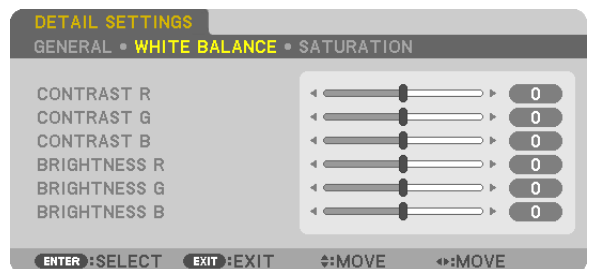 DETAIL SETTINGS
GENERAL • WHITE BALANCE • SATURATION
CONTRAST R 0
CONTRAST G 0
CONTRAST B 0
BRIGHTNESS R 0
BRIGHTNESS G 0
BRIGHTNESS B 0
ENTER:SELECT EXIT:EXIT :MOVE :MOVE